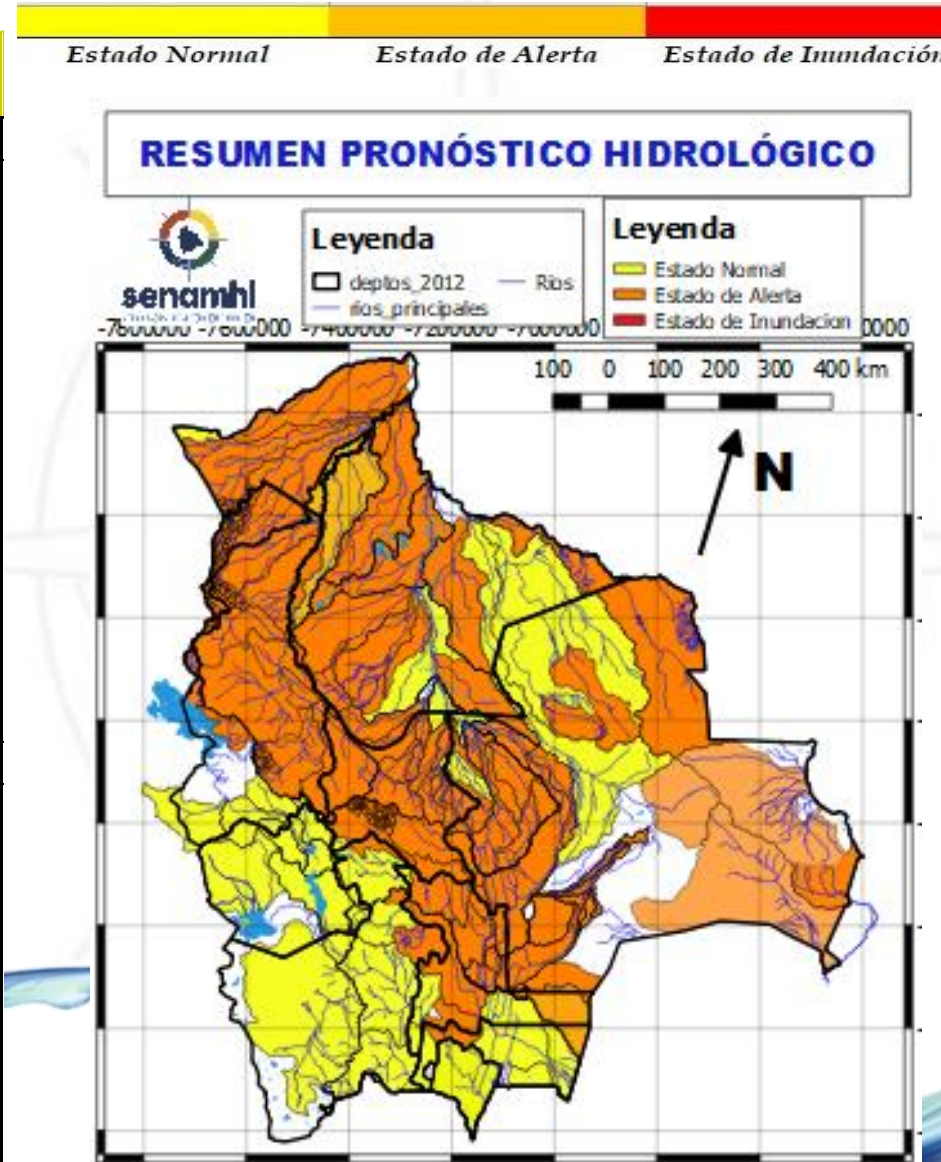 Estado Normal Estado de Alerta Estado de Inundación
RESUMEN PRONÓSTICO HIDROLÓGICO
senamhi
Leyenda
deptos_2012 Rios
rios_principales
Leyenda
Estado Normal
Estado de Alerta
Estado de Inundacion
100 0 100 200 300 400 km
N